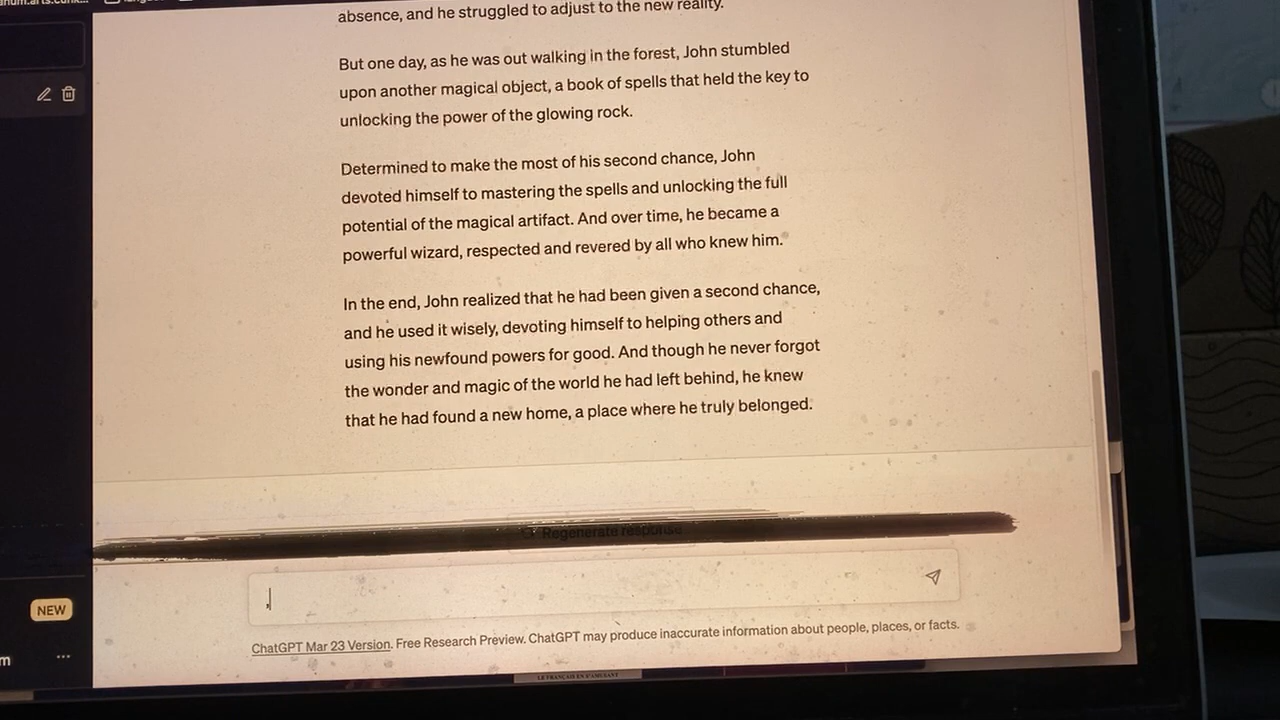 absence, and he struggled to adjust to the new reality.
But one day, as he was out walking in the forest, John stumbled
upon another magical object, a book of spells that held the key to
unlocking the power of the glowing rock.
Determined to make the most of his second chance, John
devoted himself to mastering the spells and unlocking the full
potential of the magical artifact. And over time, he became a
powerful wizard, respected and revered by all who knew him.
In the end, John realized that he had been given a second chance,
and he used it wisely, devoting himself to helping others and
using his newfound powers for good. And though he never forgot
the wonder and magic of the world he had left behind, he knew
that he had found a new home, a place where he truly belonged.
Regenerate response
NEW
m
ChatGPT Mar 23 Version. Free Research Preview. ChatGPT may produce inaccurate information about people, places, or facts.
LE FRANÇAIS EN S'AMUSANT